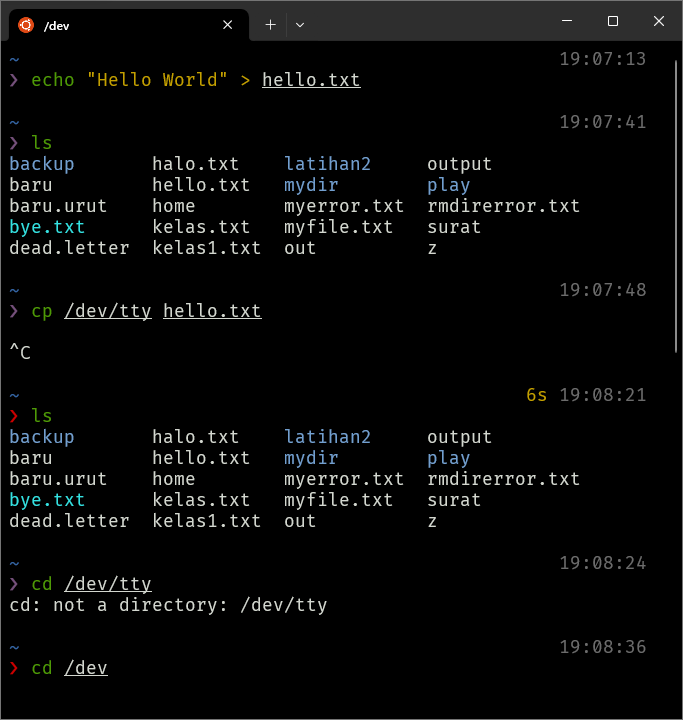 /dev
~ 19:07:13
❯ echo "Hello World" > hello.txt
~ 19:07:41
❯ ls
backup halo.txt latihan2 output
baru hello.txt mydir play
baru.urut home myerror.txt rmdirerror.txt
bye.txt kelas.txt myfile.txt surat
dead.letter kelas1.txt out z
~ 19:07:48
❯ cp /dev/tty hello.txt
^C
~ 6s 19:08:21
❯ ls
backup halo.txt latihan2 output
baru hello.txt mydir play
baru.urut home myerror.txt rmdirerror.txt
bye.txt kelas.txt myfile.txt surat
dead.letter kelas1.txt out z
~ 19:08:24
❯ cd /dev/tty
cd: not a directory: /dev/tty
~ 19:08:36
❯ cd /dev